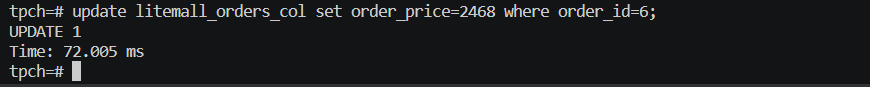 tpch=# update litemall_orders_col set order_price=2468 where order_id=6;
UPDATE 1
Time: 72.005 ms
tpch=#